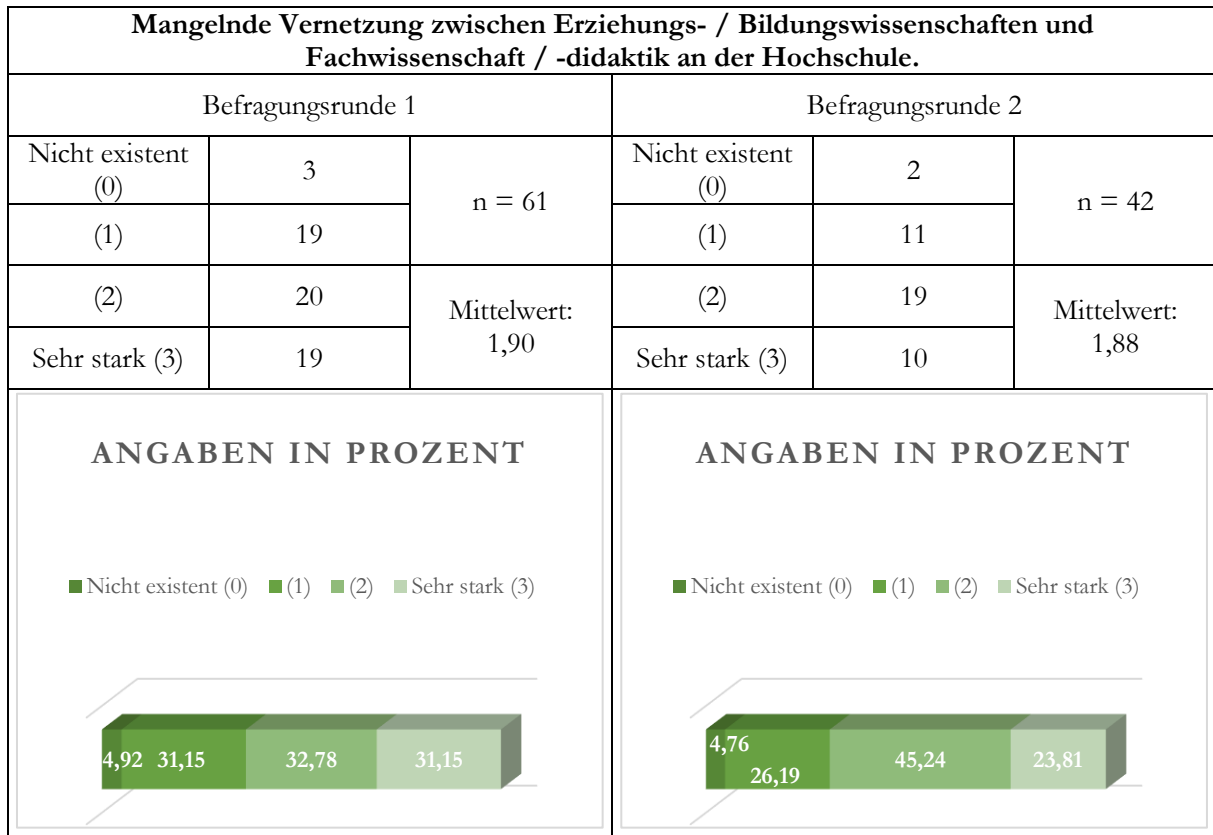 Mangelnde Vernetzung zwischen Erziehungs- / Bildungswissenschaften und
Fachwissenschaft / -didaktik an der Hochschule.
Befragungsrunde 1
Nicht existent
(0)
3
n = 61
(1)
19
(2)
20
Mittelwert:
1,90
Sehr stark (3)
19
Befragungsrunde 2
Nicht existent
(0)
2
n = 42
(1)
11
(2)
19
Mittelwert:
1,88
Sehr stark (3)
10
ANGABEN IN PROZENT
Nicht existent (0) (1) (2) Sehr stark (3)
4,92 31,15 32,78 31,15
ANGABEN IN PROZENT
Nicht existent (0) (1) (2) Sehr stark (3)
4,76 26,19 45,24 23,81